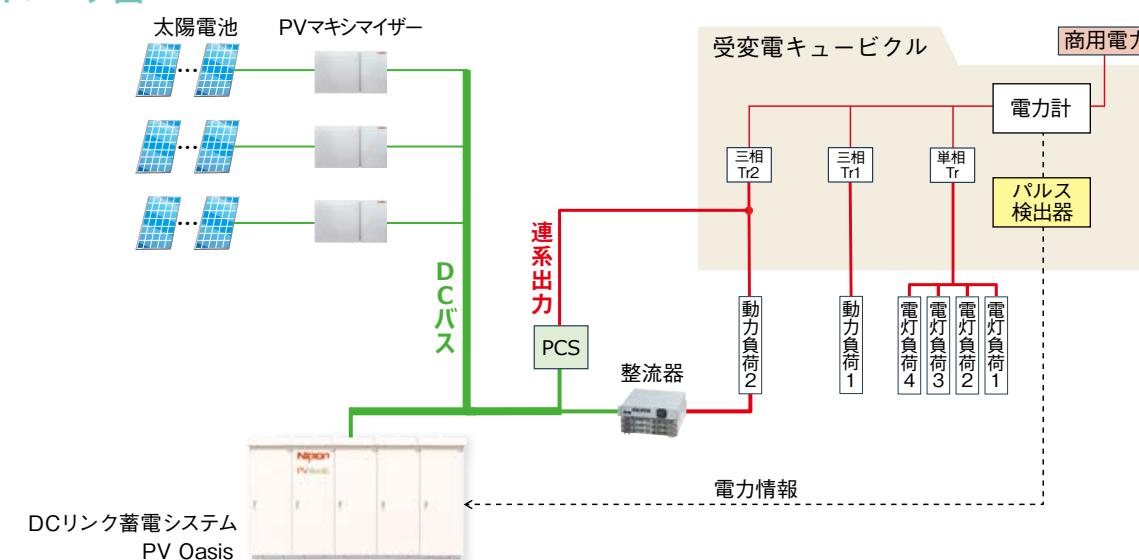 太陽電池
PVマキシマイザー
受変電キュービクル
商用電力
電力計
三相
Tr2
三相
Tr1
単相
Tr
パルス
検出器
連系出力
DCバス
PCS
整流器
動力負荷2
動力負荷1
電灯負荷4
電灯負荷3
電灯負荷2
電灯負荷1
電力情報
Nipron
PV Oasis
DCリンク蓄電システム
PV Oasis